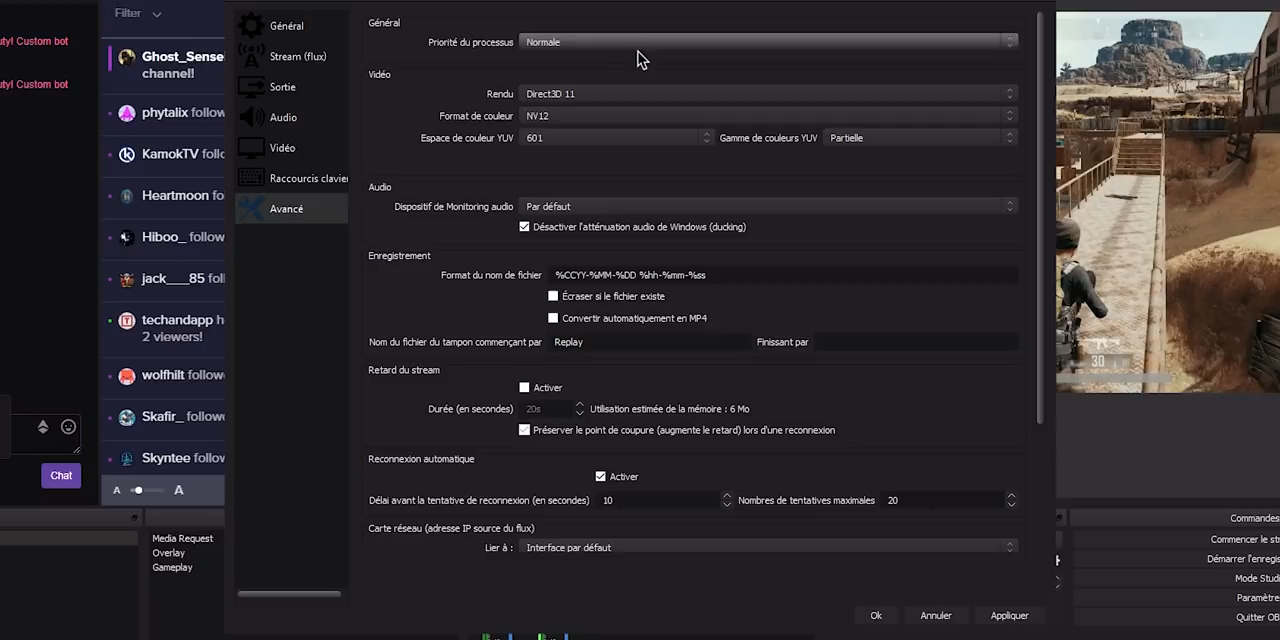 Filter
uty! Custom bot
uty! Custom bot
Ghost_Sense
channel!
phytalix follow
KamokTV follo
Heartmoon fo
Hiboo_ follow
jack___85 foll
techandapp h
2 viewers!
wolfhilt follow
Skafir_ follow
Skyntee follow
Chat
A A
Media Request
Overlay
Gameplay
Général
Stream (flux)
Sortie
Audio
Vidéo
Raccourcis clavier
Avancé
Général
Priorité du processus Normale
Vidéo
Rendu Direct3D 11
Format de couleur NV12
Espace de couleur YUV 601 Gamme de couleurs YUV Partielle
Audio
Dispositif de Monitoring audio Par défaut
Désactiver l'atténuation audio de Windows (ducking)
Enregistrement
Format du nom de fichier %CCYY-%MM-%DD %hh-%mm-%ss
Écraser si le fichier existe
Convertir automatiquement en MP4
Nom du fichier du tampon commençant par Replay Finissant par
Retard du stream
Activer
Durée (en secondes) 20s Utilisation estimée de la mémoire : 6 Mo
Préserver le point de coupure (augmente le retard) lors d'une reconnexion
Reconnexion automatique
Activer
Délai avant la tentative de reconnexion (en secondes) 10 Nombres de tentatives maximales 20
Carte réseau (adresse IP source du flux)
Lier à : Interface par défaut
Ok Annuler Appliquer
30
Commandes
Commencer le str
Démarrer l'enregis
Mode Studi
Paramètre
Quitter OB